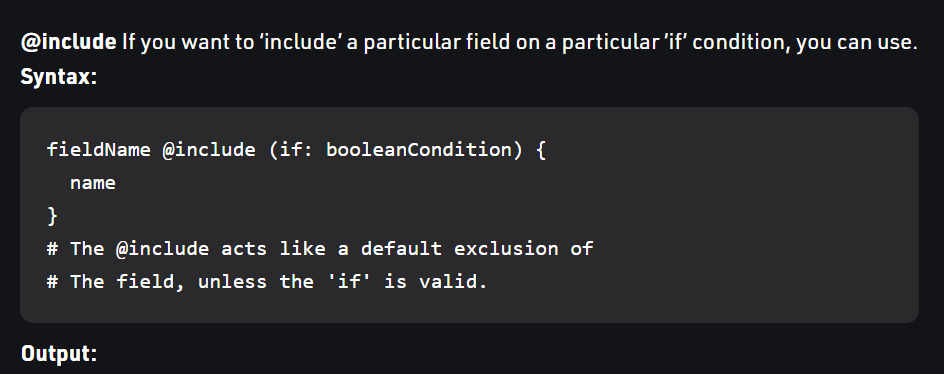 @include If you want to ‘include’ a particular field on a particular ‘if’ condition, you can use.
Syntax:
fieldName @include (if: booleanCondition) {
  name
}
# The @include acts like a default exclusion of
# The field, unless the 'if' is valid.
Output: